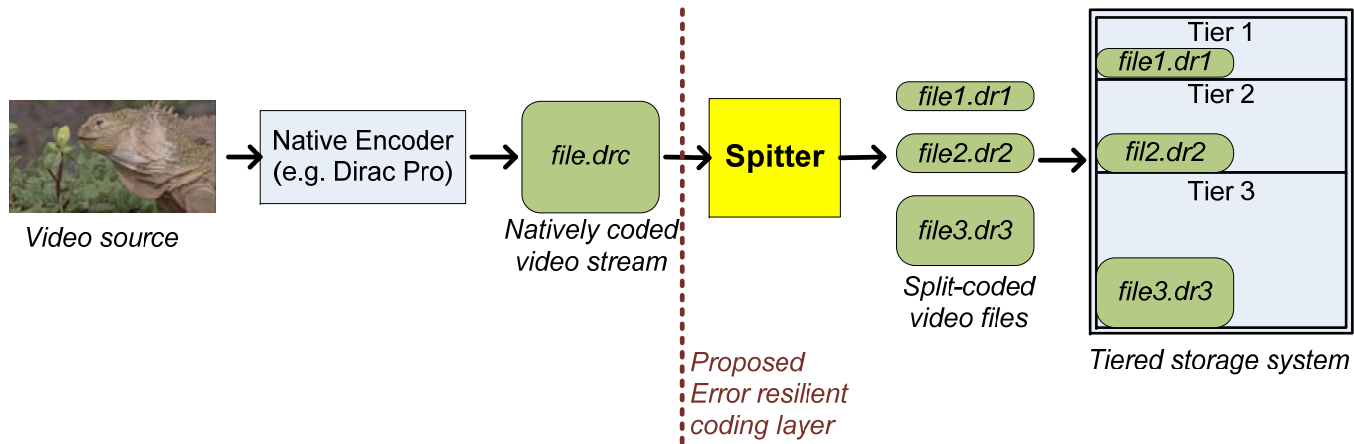 Video source
Native Encoder
(e.g. Dirac Pro)
file.drc
Natively coded
video stream
Proposed
Error resilient
coding layer
Spitter
file1.dr1
file2.dr2
file3.dr3
Split-coded
video files
Tier 1
file1.dr1
Tier 2
fil2.dr2
Tier 3
file3.dr3
Tiered storage system